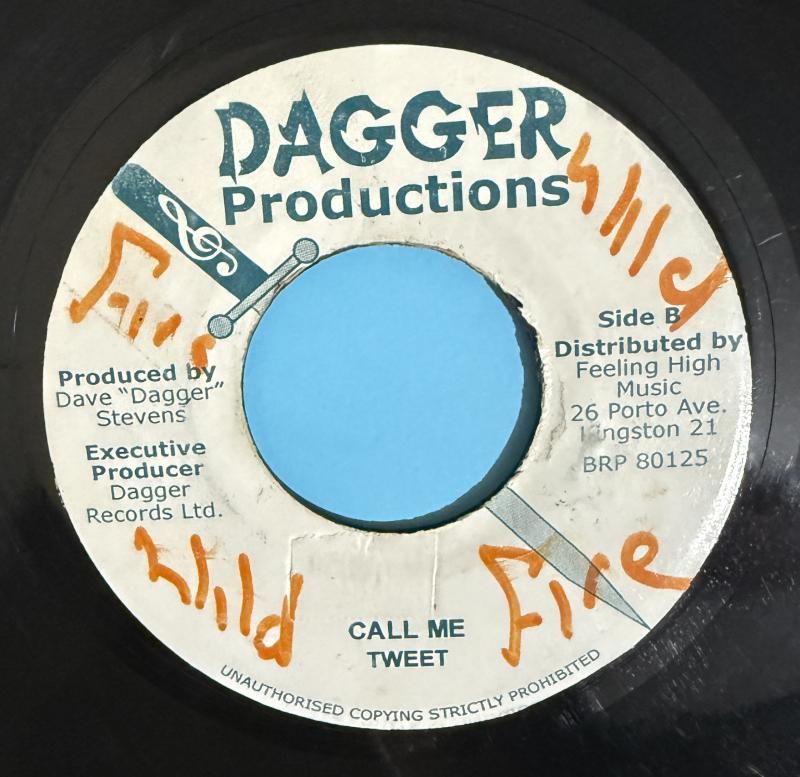 DAGGER
Productions
Wild
Fire
Side B
Distributed by
Feeling High
Music
26 Porto Ave.
Kingston 21
BRP 80125
Produced by
Dave "Dagger"
Stevens
Executive
Producer
Dagger
Records Ltd.
Wild
Fire
CALL ME
TWEET
UNAUTHORISED COPYING STRICTLY PROHIBITED